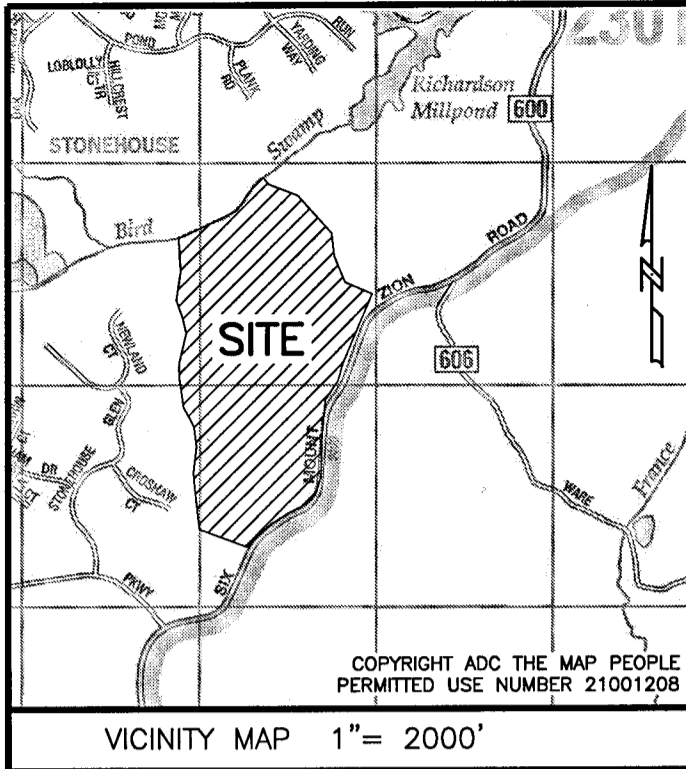 POND
RUN
YARDING
WAY
LOBLOLLY
CT
HILLCREST
TR
PLANK
RD
Richardson
Millpond
600
STONEHOUSE
Swamp
Bird
ZION
ROAD
N
SITE
606
NEWLAND
CT
GLEN
MOUNT
France
DR
STONEHOUSE
CROSHAW
CT
CT
WARE
PKWY
SIX
COPYRIGHT ADC THE MAP PEOPLE
PERMITTED USE NUMBER 21001208
VICINITY MAP 1"= 2000'